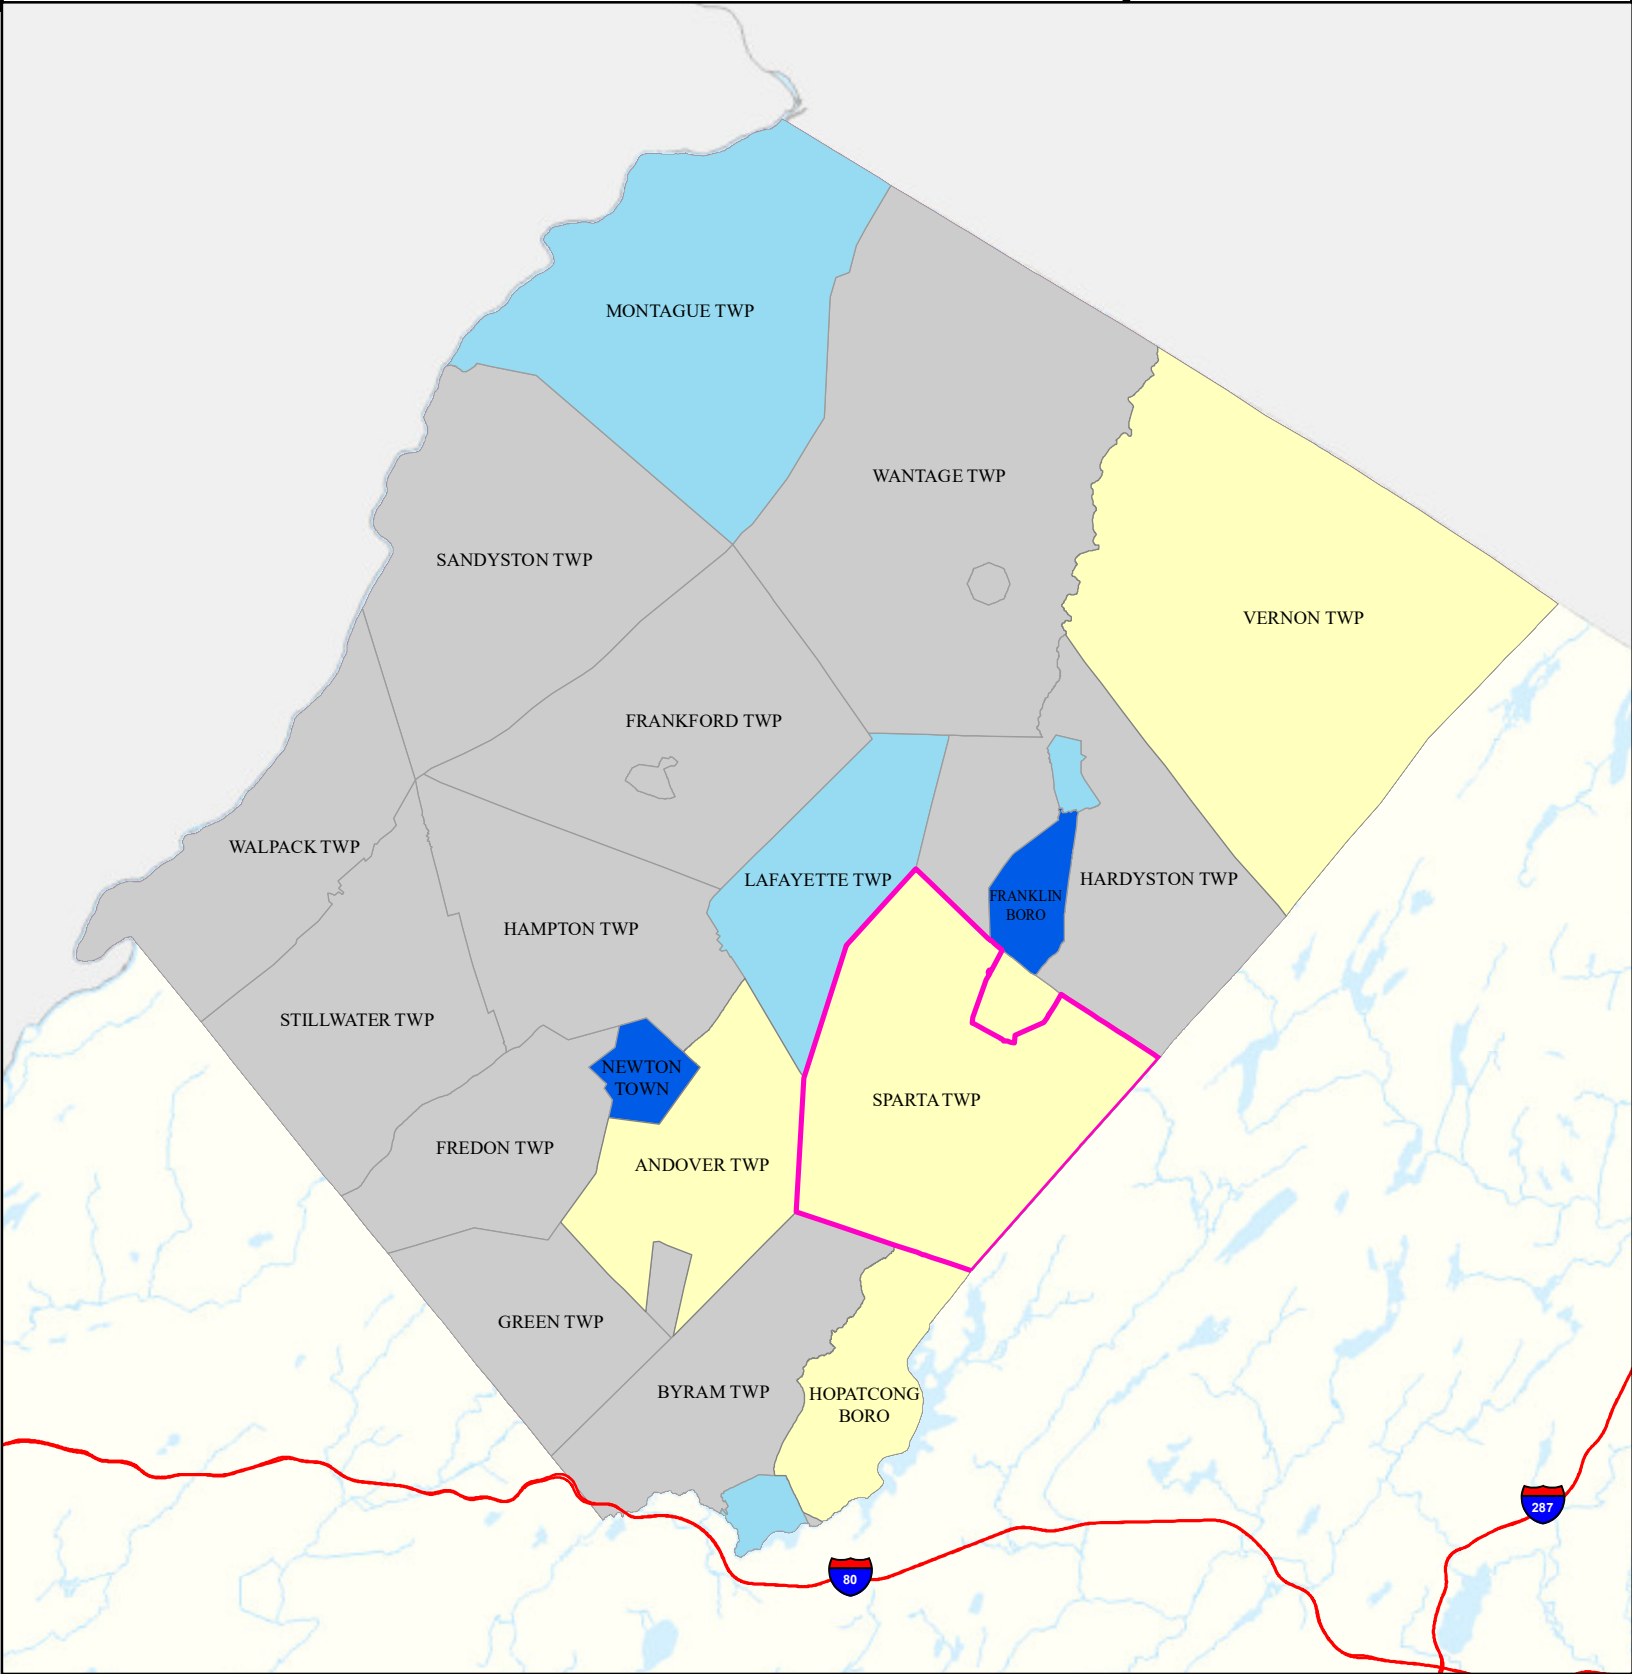 MONTAGUE TWP
WANTAGE TWP
SANDYSTON TWP
VERNON TWP
FRANKFORD TWP
WALPACK TWP
LAFAYETTE TWP
HARDYSTON TWP
FRANKLIN
BORO
HAMPTON TWP
STILLWATER TWP
NEWTON
TOWN
SPARTA TWP
FREDON TWP
ANDOVER TWP
GREEN TWP
BYRAM TWP
HOPATCONG
BORO
287
80